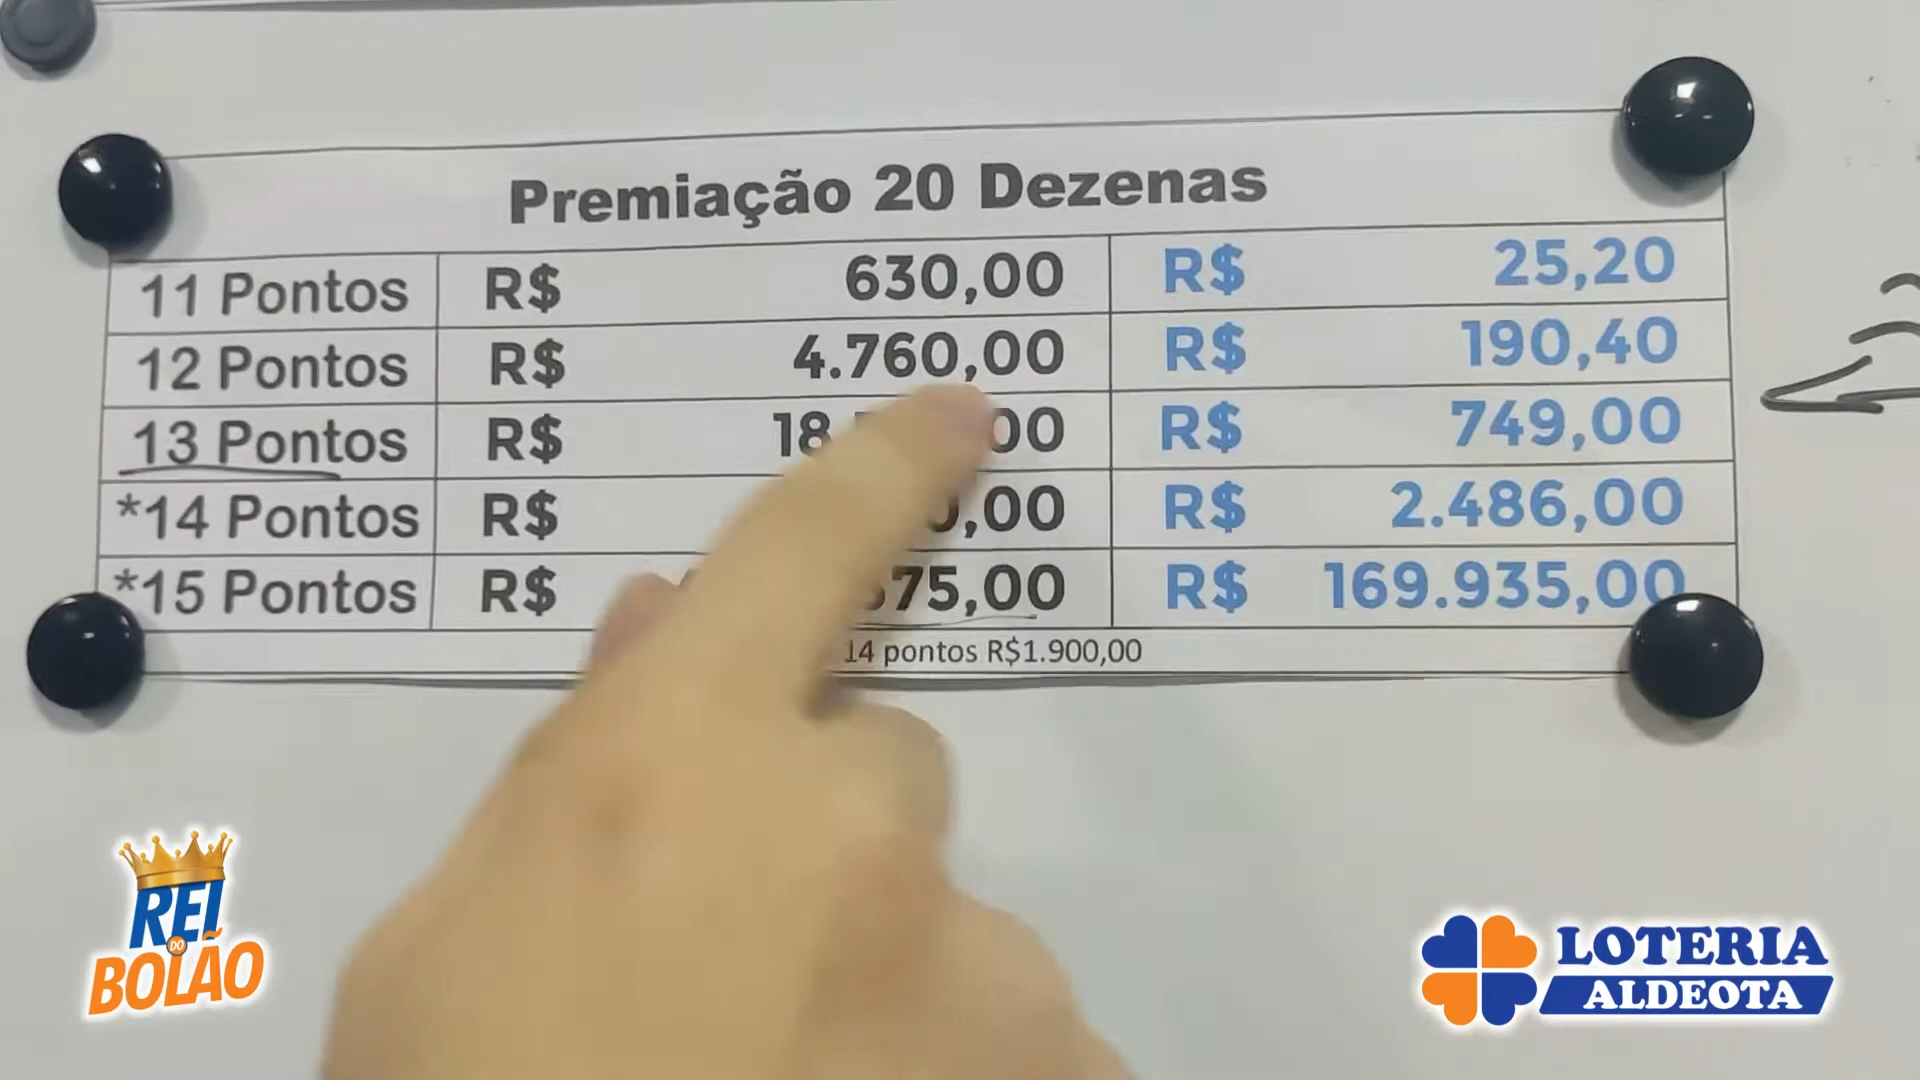 Premiação 20 Dezenas
11 Pontos R$ 630,00 R$ 25,20
12 Pontos R$ 4.760,00 R$ 190,40
13 Pontos R$ R$ 749,00
*14 Pontos R$ R$ 2.486,00
*15 Pontos R$ R$ 169.935,00
14 pontos R$1.900,00
REI DO BOLÃO
LOTERIA
ALDEOTA